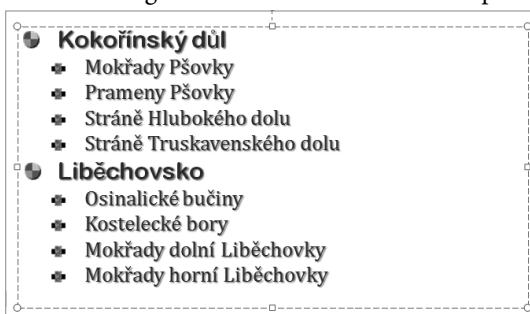 Kokořínský důl
Mokřady Pšovky
Prameny Pšovky
Stráně Hlubokého dolu
Stráně Truskavenského dolu
Liběchovsko
Osinalické bučiny
Kostelecké bory
Mokřady dolní Liběchovky
Mokřady horní Liběchovky